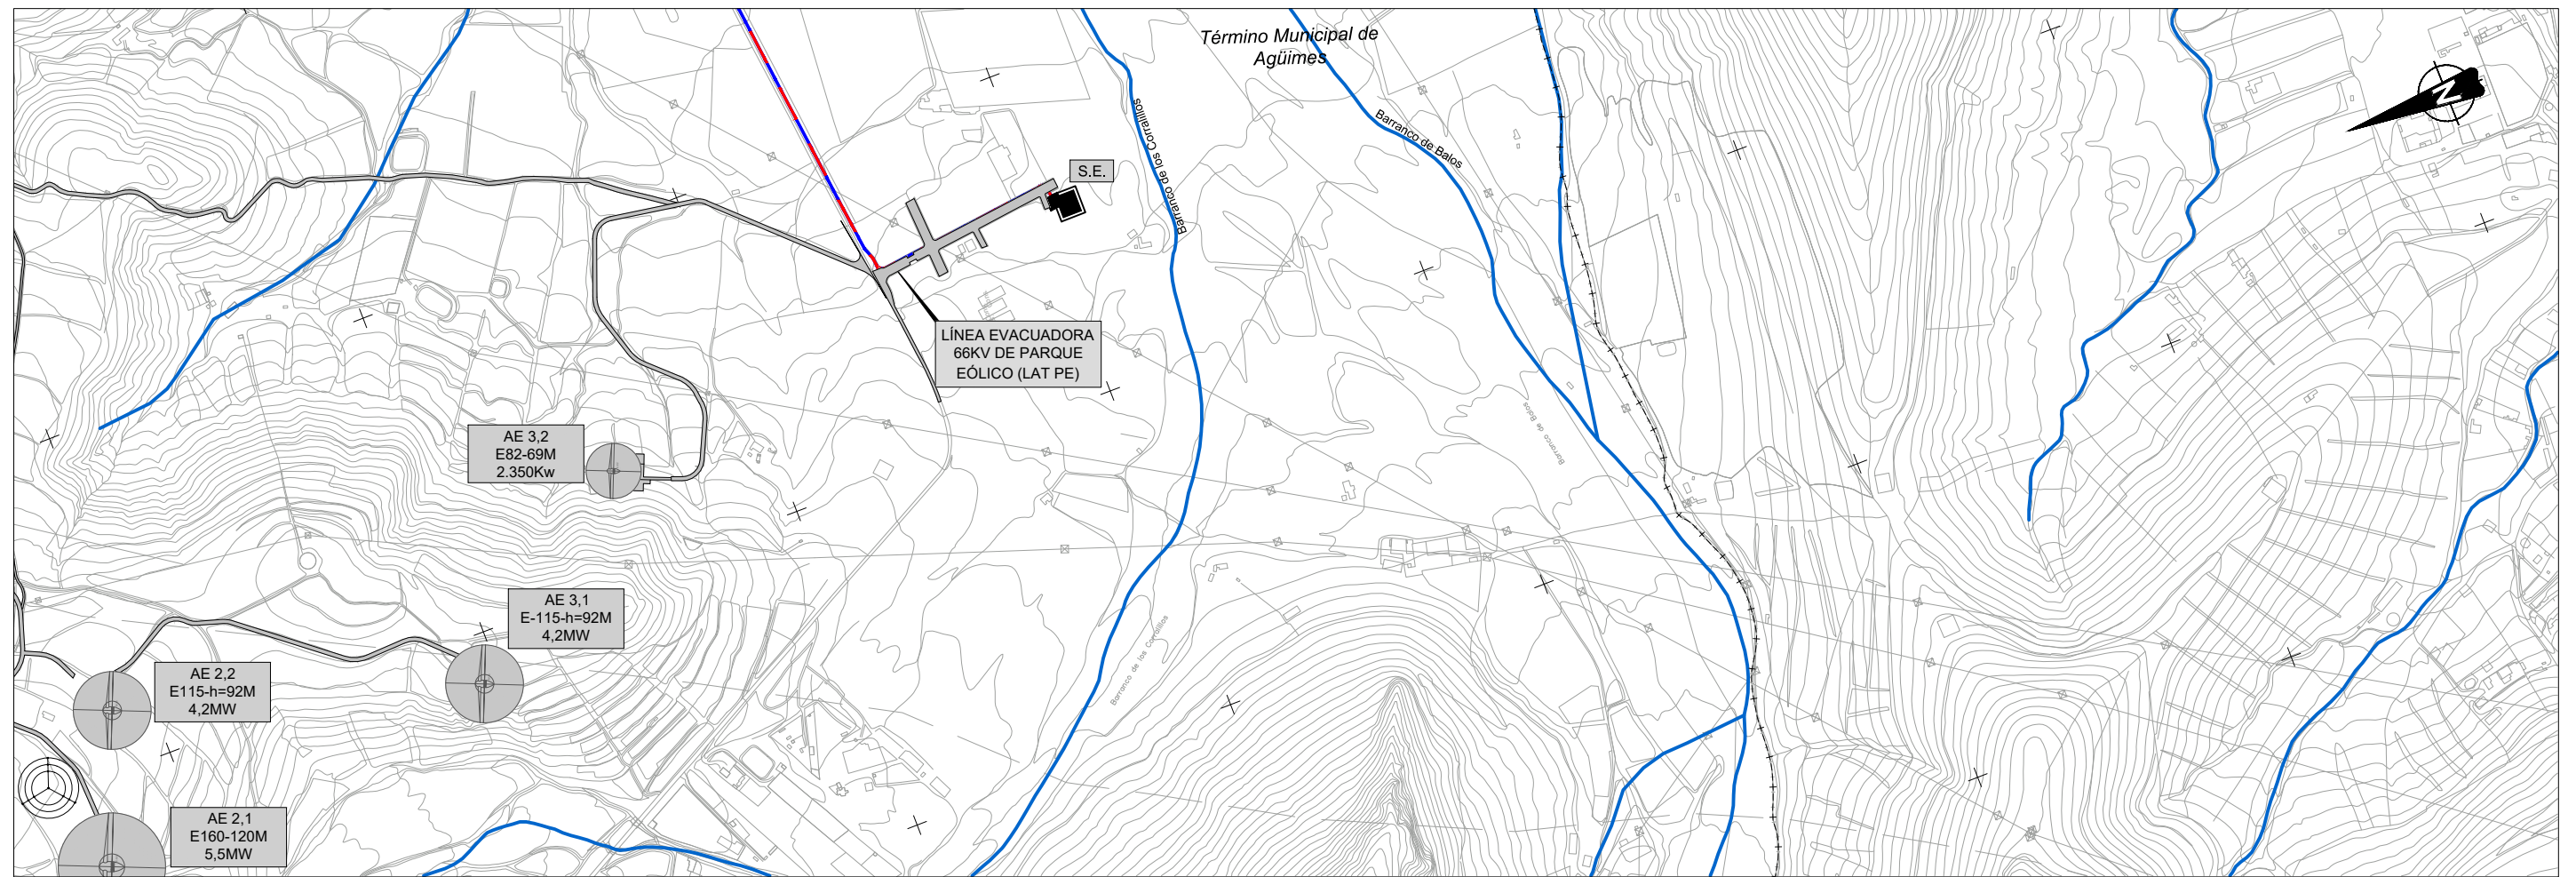 Término Municipal de
Agüimes
N
Barranco de los Corralillos
Barranco de Balos
S.E.
LÍNEA EVACUADORA
66KV DE PARQUE
EÓLICO (LAT PE)
Barranco de Balos
AE 3,2
E82-69M
2.350Kw
AE 3,1
E-115-h=92M
4,2MW
Barranco de los Corralillos
AE 2,2
E115-h=92M
4,2MW
AE 2,1
E160-120M
5,5MW